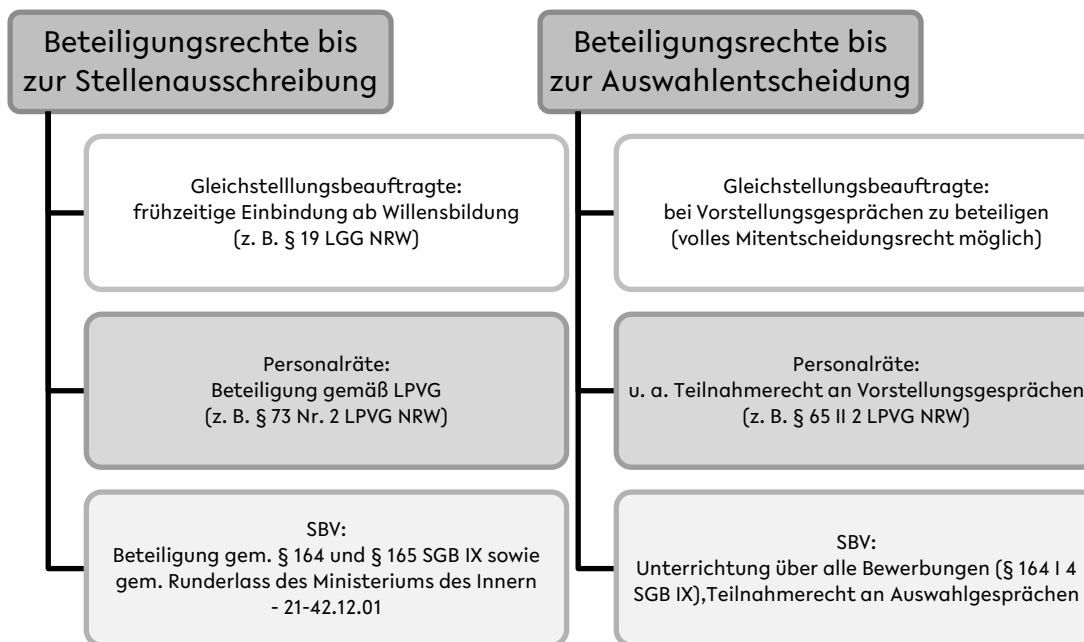 Beteiligungsrechte bis
zur Stellenausschreibung
Gleichstelllungsbeauftragte:
frühzeitige Einbindung ab Willensbildung
(z. B. § 19 LGG NRW)
Personalräte:
Beteiligung gemäß LPVG
(z. B. § 73 Nr. 2 LPVG NRW)
SBV:
Beteiligung gem. § 164 und § 165 SGB IX sowie
gem. Runderlass des Ministeriums des Innern
- 21-42.12.01
Beteiligungsrechte bis
zur Auswahlentscheidung
Gleichstellungsbeauftragte:
bei Vorstellungsgesprächen zu beteiligen
(volles Mitentscheidungsrecht möglich)
Personalräte:
u. a. Teilnahmerecht an Vorstellungsgesprächen
(z. B. § 65 II 2 LPVG NRW)
SBV:
Unterrichtung über alle Bewerbungen (§ 164 I 4
SGB IX),Teilnahmerecht an Auswahlgesprächen